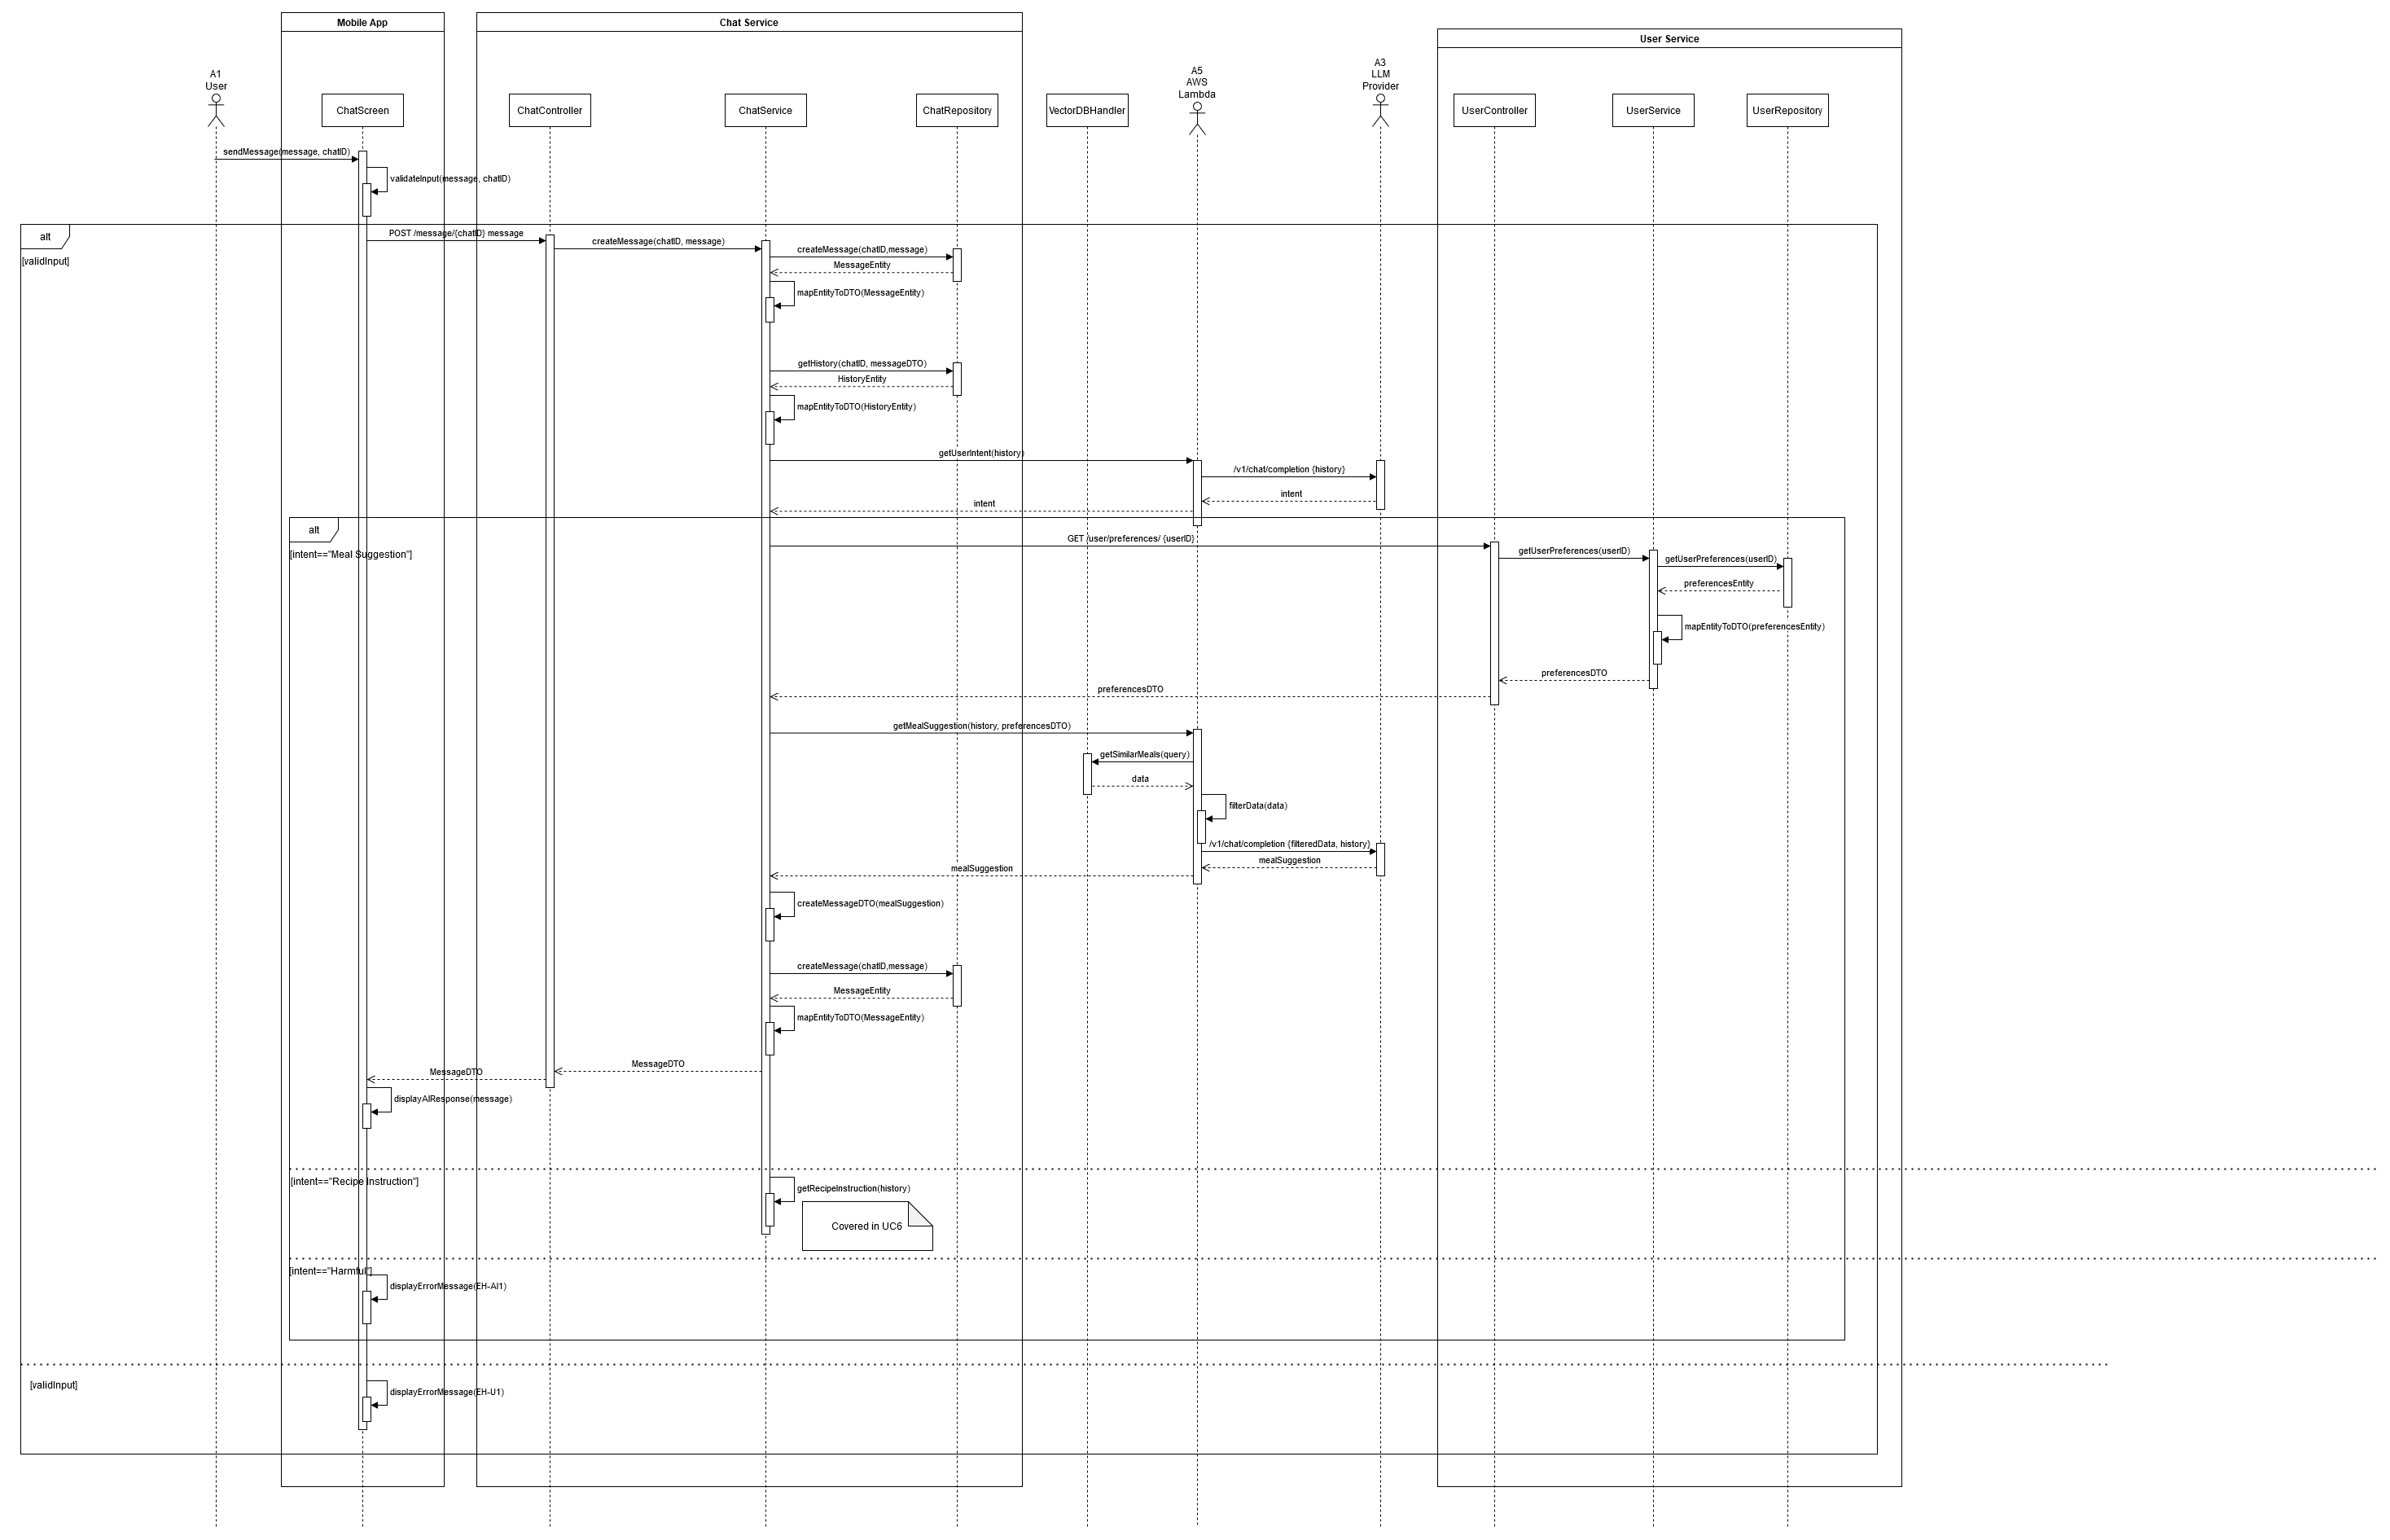 Mobile App
Chat Service
User Service
A1
User
A5
AWS
Lambda
A3
LLM
Provider
ChatScreen
ChatController
ChatService
ChatRepository
VectorDBHandler
UserController
UserService
UserRepository
sendMessage(message, chatID)
validateInput(message, chatID)
alt
[validInput]
POST /message/{chatID} message
createMessage(chatID, message)
createMessage(chatID,message)
MessageEntity
mapEntityToDTO(MessageEntity)
getHistory(chatID, messageDTO)
HistoryEntity
mapEntityToDTO(HistoryEntity)
getUserIntent(history)
/v1/chat/completion {history}
intent
intent
alt
[intent=="Meal Suggestion"]
GET /user/preferences/ {userID}
getUserPreferences(userID)
getUserPreferences(userID)
preferencesEntity
mapEntityToDTO(preferencesEntity)
preferencesDTO
preferencesDTO
getMealSuggestion(history, preferencesDTO)
getSimilarMeals(query)
data
filterData(data)
/v1/chat/completion {filteredData, history}
mealSuggestion
mealSuggestion
createMessageDTO(mealSuggestion)
createMessage(chatID,message)
MessageEntity
mapEntityToDTO(MessageEntity)
MessageDTO
MessageDTO
displayAIResponse(message)
[intent=="Recipe Instruction"]
getRecipeInstruction(history)
Covered in UC6
[intent=="Harmful"]
displayErrorMessage(EH-AI1)
[validInput]
displayErrorMessage(EH-U1)